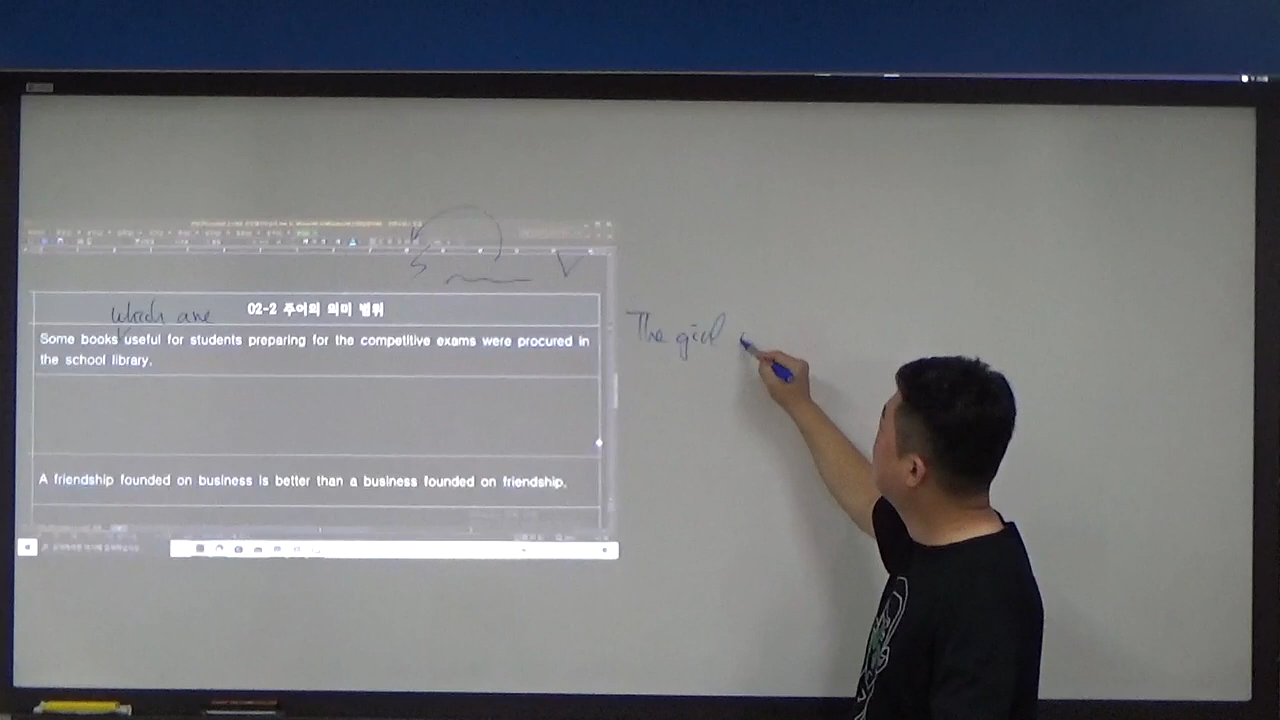 S V
which are
02-2 주어의 의미 범위
Some books useful for students preparing for the competitive exams were procured in
the school library.
A friendship founded on business is better than a business founded on friendship.
The girl